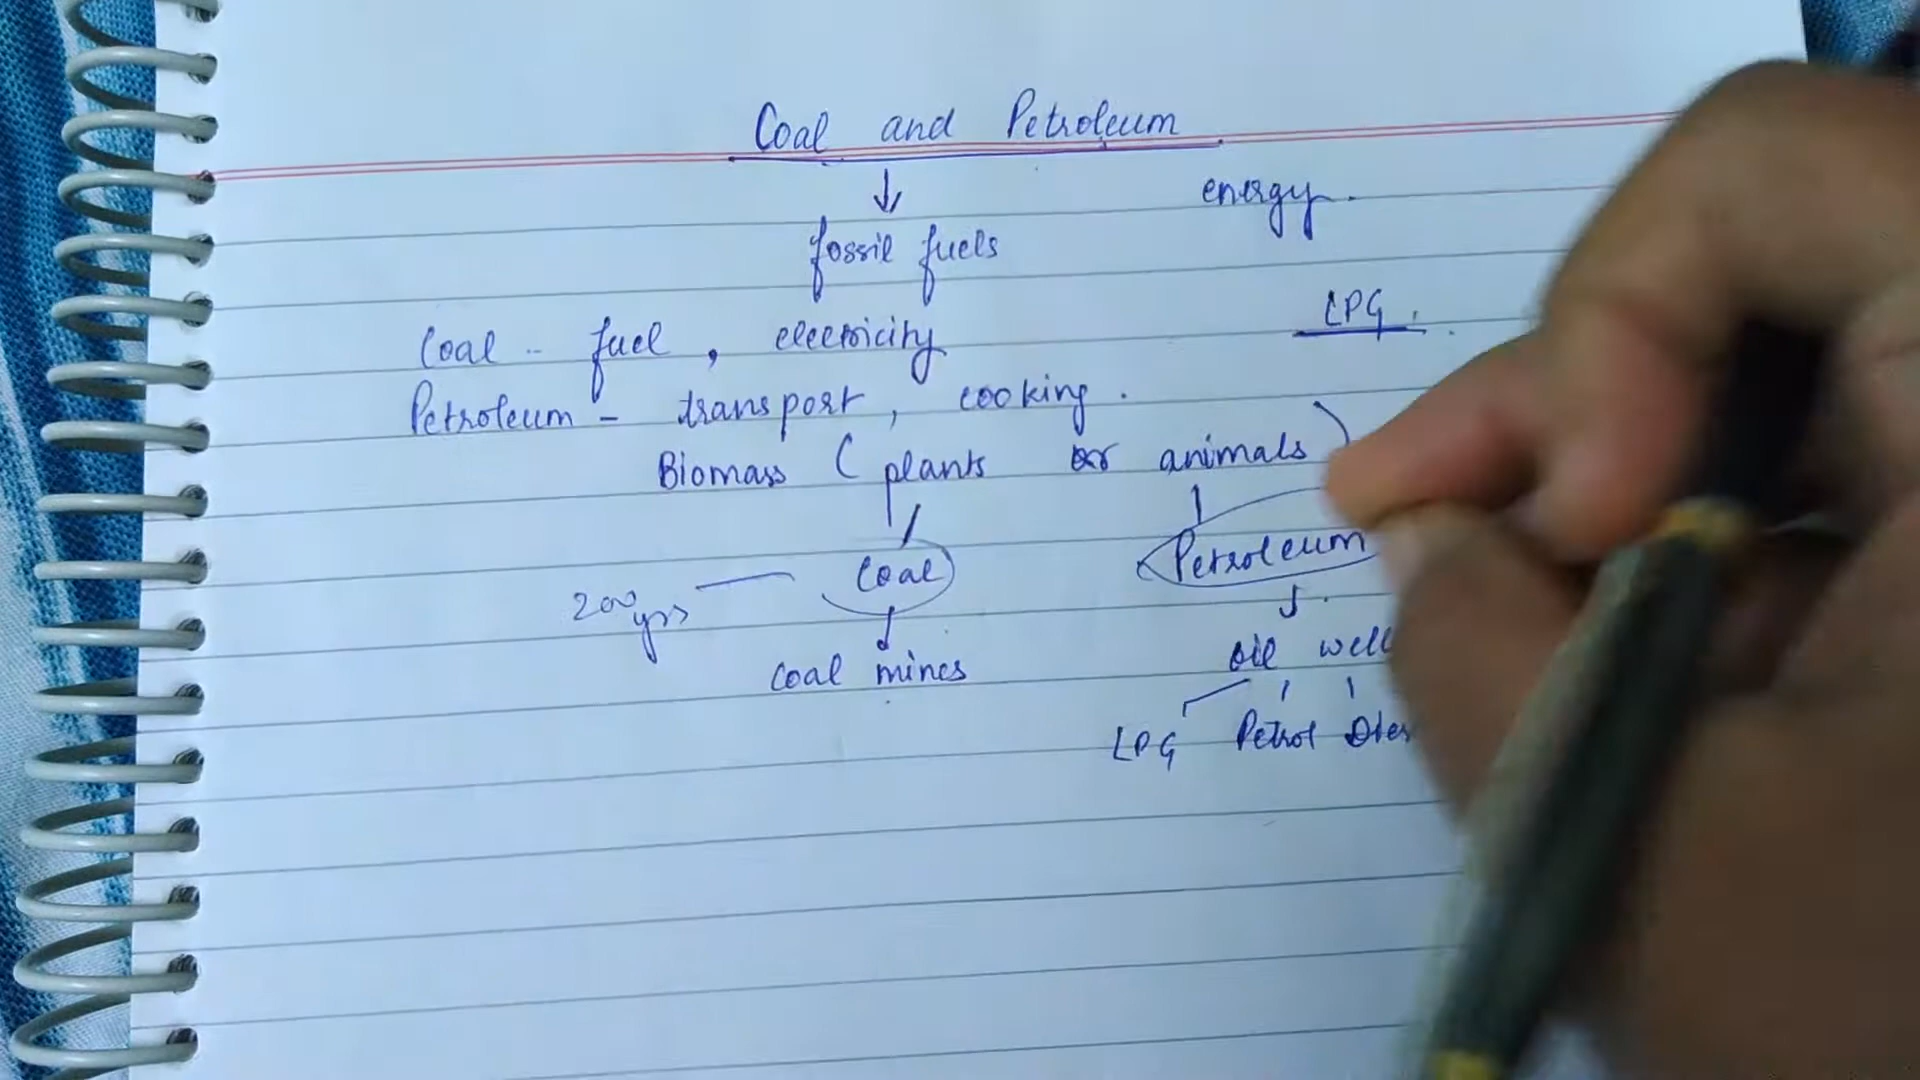 Coal and Petroleum
energy.
fossil fuels
LPG.
Coal - fuel, electricity
Petroleum - transport, cooking.
Biomass ( plants or animals )
Coal
Petroleum
200 yrs
oil well
Coal mines
LPG Petrol